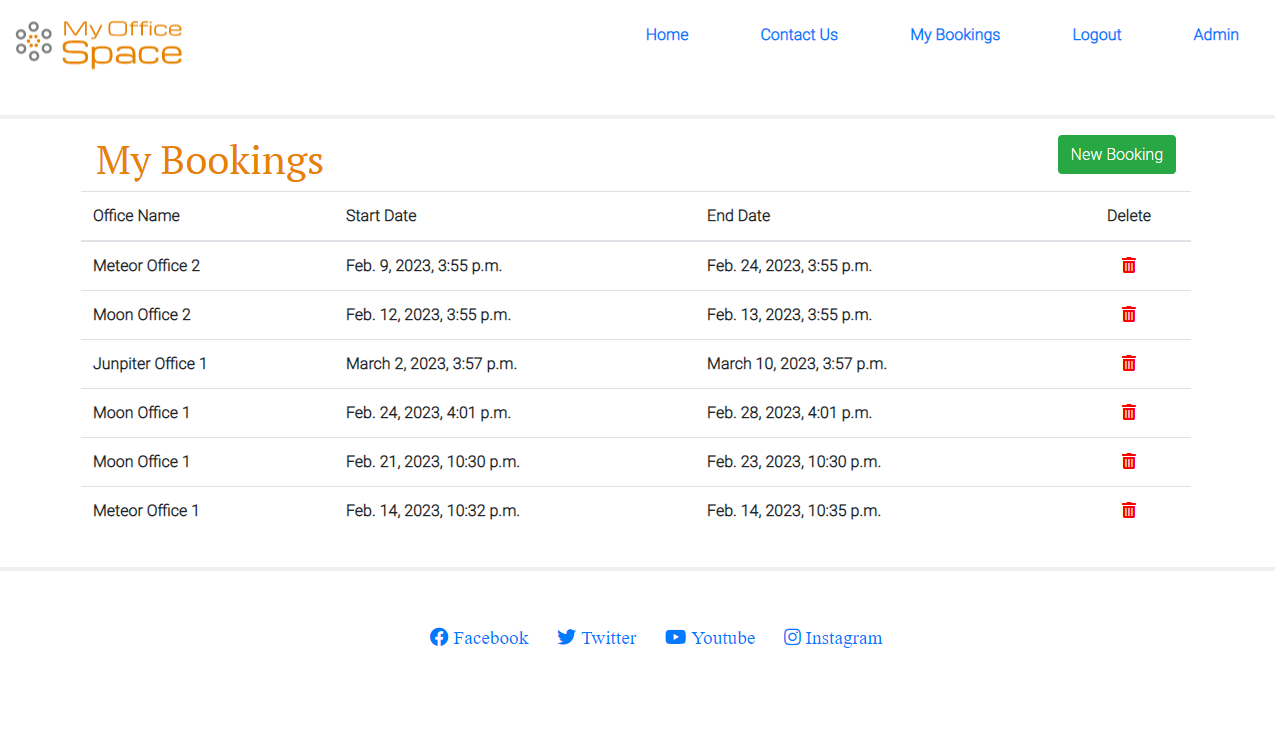 My Office
Space
Home Contact Us My Bookings Logout Admin
My Bookings
New Booking
Office Name Start Date End Date Delete
Meteor Office 2 Feb. 9, 2023, 3:55 p.m. Feb. 24, 2023, 3:55 p.m.
Moon Office 2 Feb. 12, 2023, 3:55 p.m. Feb. 13, 2023, 3:55 p.m.
Junpiter Office 1 March 2, 2023, 3:57 p.m. March 10, 2023, 3:57 p.m.
Moon Office 1 Feb. 24, 2023, 4:01 p.m. Feb. 28, 2023, 4:01 p.m.
Moon Office 1 Feb. 21, 2023, 10:30 p.m. Feb. 23, 2023, 10:30 p.m.
Meteor Office 1 Feb. 14, 2023, 10:32 p.m. Feb. 14, 2023, 10:35 p.m.
Facebook Twitter Youtube Instagram